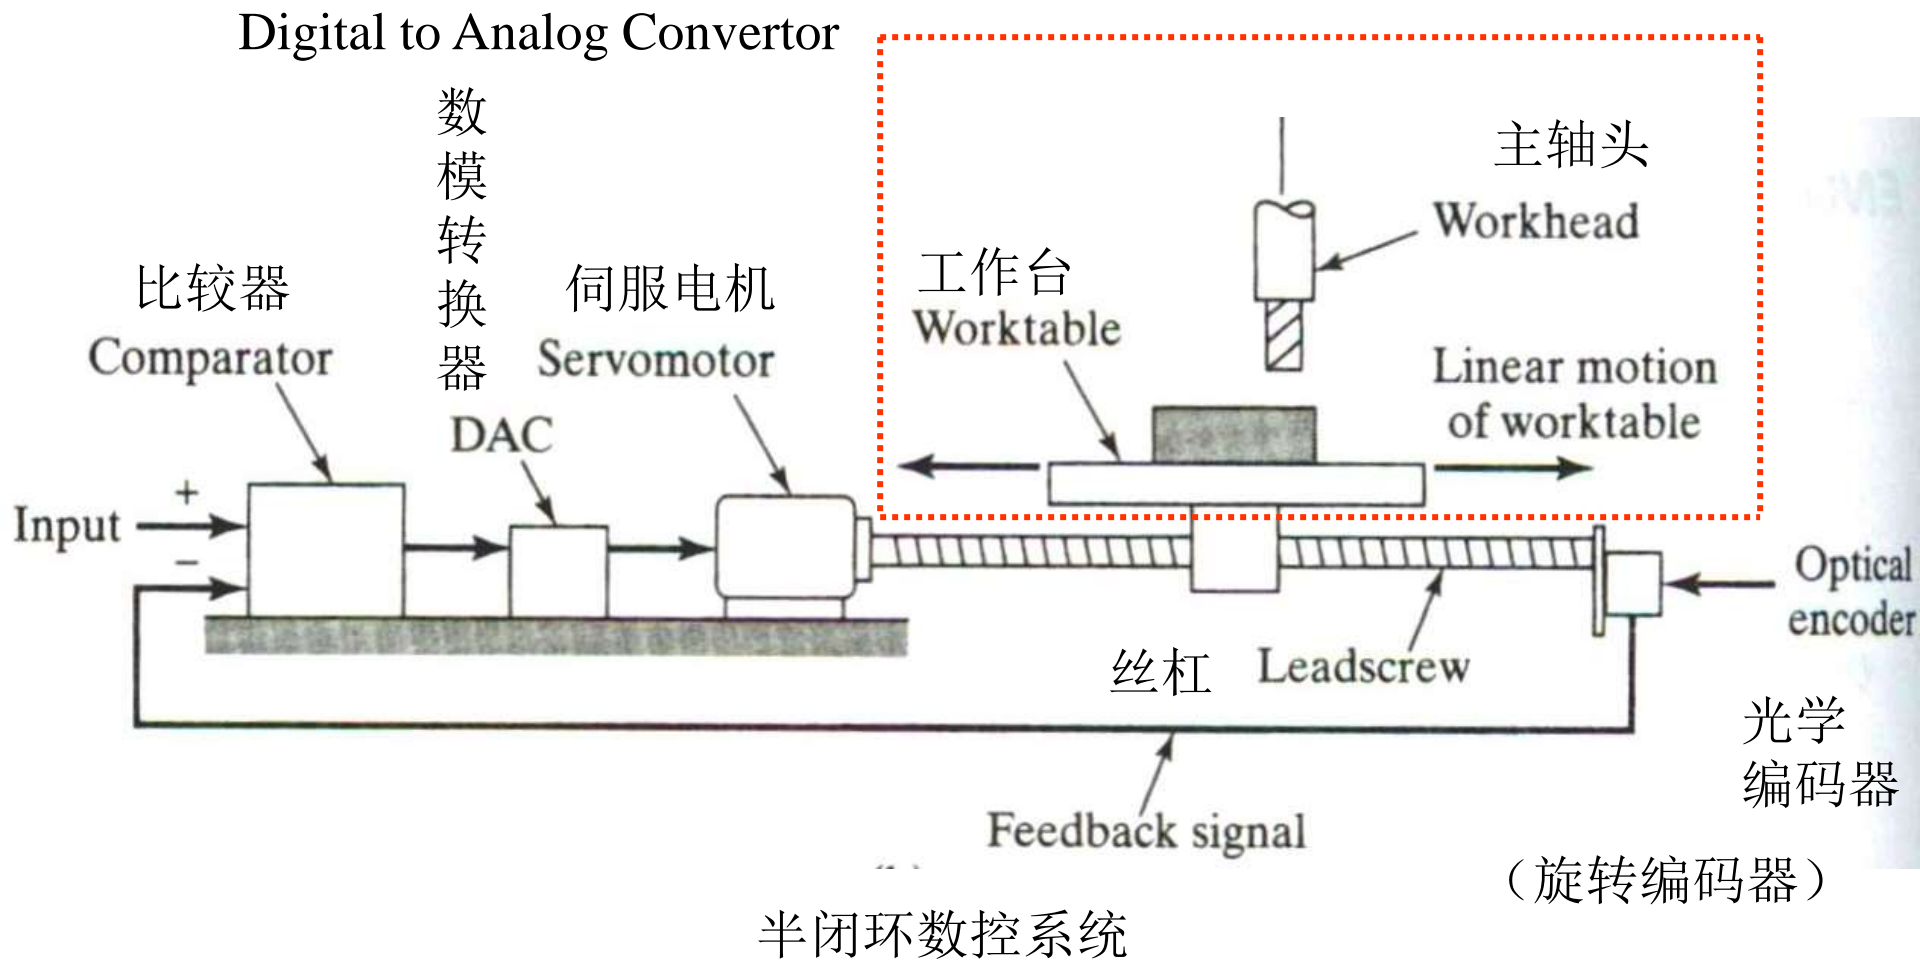 Digital to Analog Convertor
数模转换器
主轴头
Workhead
比较器
伺服电机
工作台
Worktable
Comparator
Servomotor
Linear motion
of worktable
DAC
+
Input
−
Optical
encoder
丝杠
Leadscrew
光学
编码器
Feedback signal
(旋转编码器)
半闭环数控系统